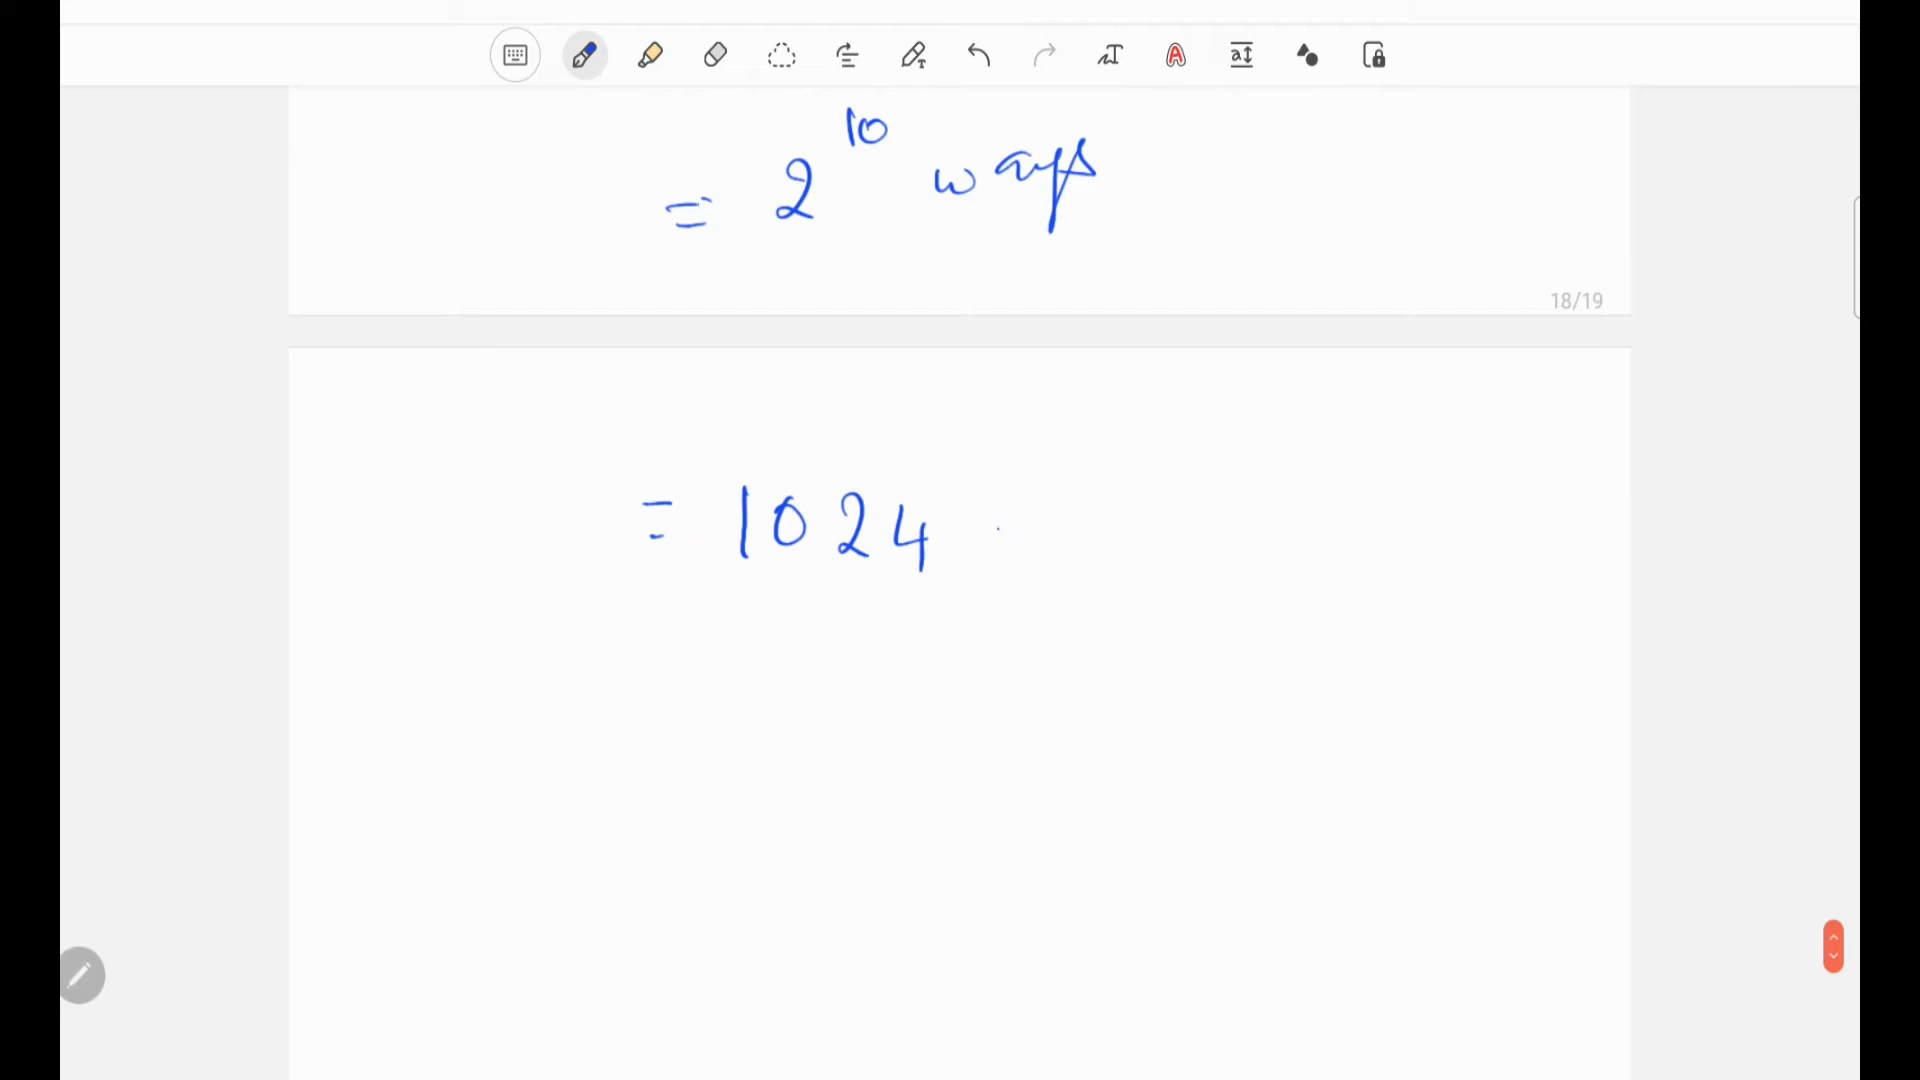 = 2^10 ways
18/19
= 1024